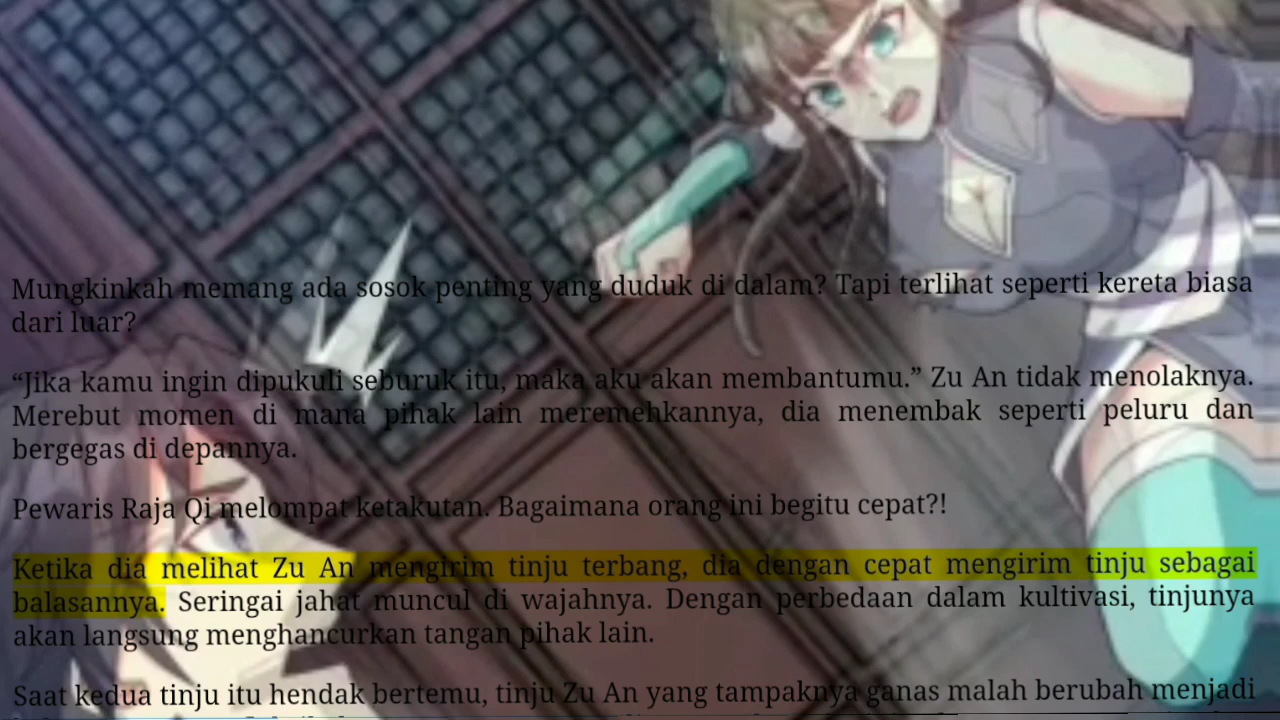 Mungkinkah memang ada sosok penting yang duduk di dalam? Tapi terlihat seperti kereta biasa
dari luar?
“Jika kamu ingin dipukuli seburuk itu, maka aku akan membantumu.” Zu An tidak menolaknya.
Merebut momen di mana pihak lain meremehkannya, dia menembak seperti peluru dan
bergegas di depannya.
Pewaris Raja Qi melompat ketakutan. Bagaimana orang ini begitu cepat?!
Ketika dia melihat Zu An mengirim tinju terbang, dia dengan cepat mengirim tinju sebagai
balasannya. Seringai jahat muncul di wajahnya. Dengan perbedaan dalam kultivasi, tinjunya
akan langsung menghancurkan tangan pihak lain.
Saat kedua tinju itu hendak bertemu, tinju Zu An yang tampaknya ganas malah berubah menjadi